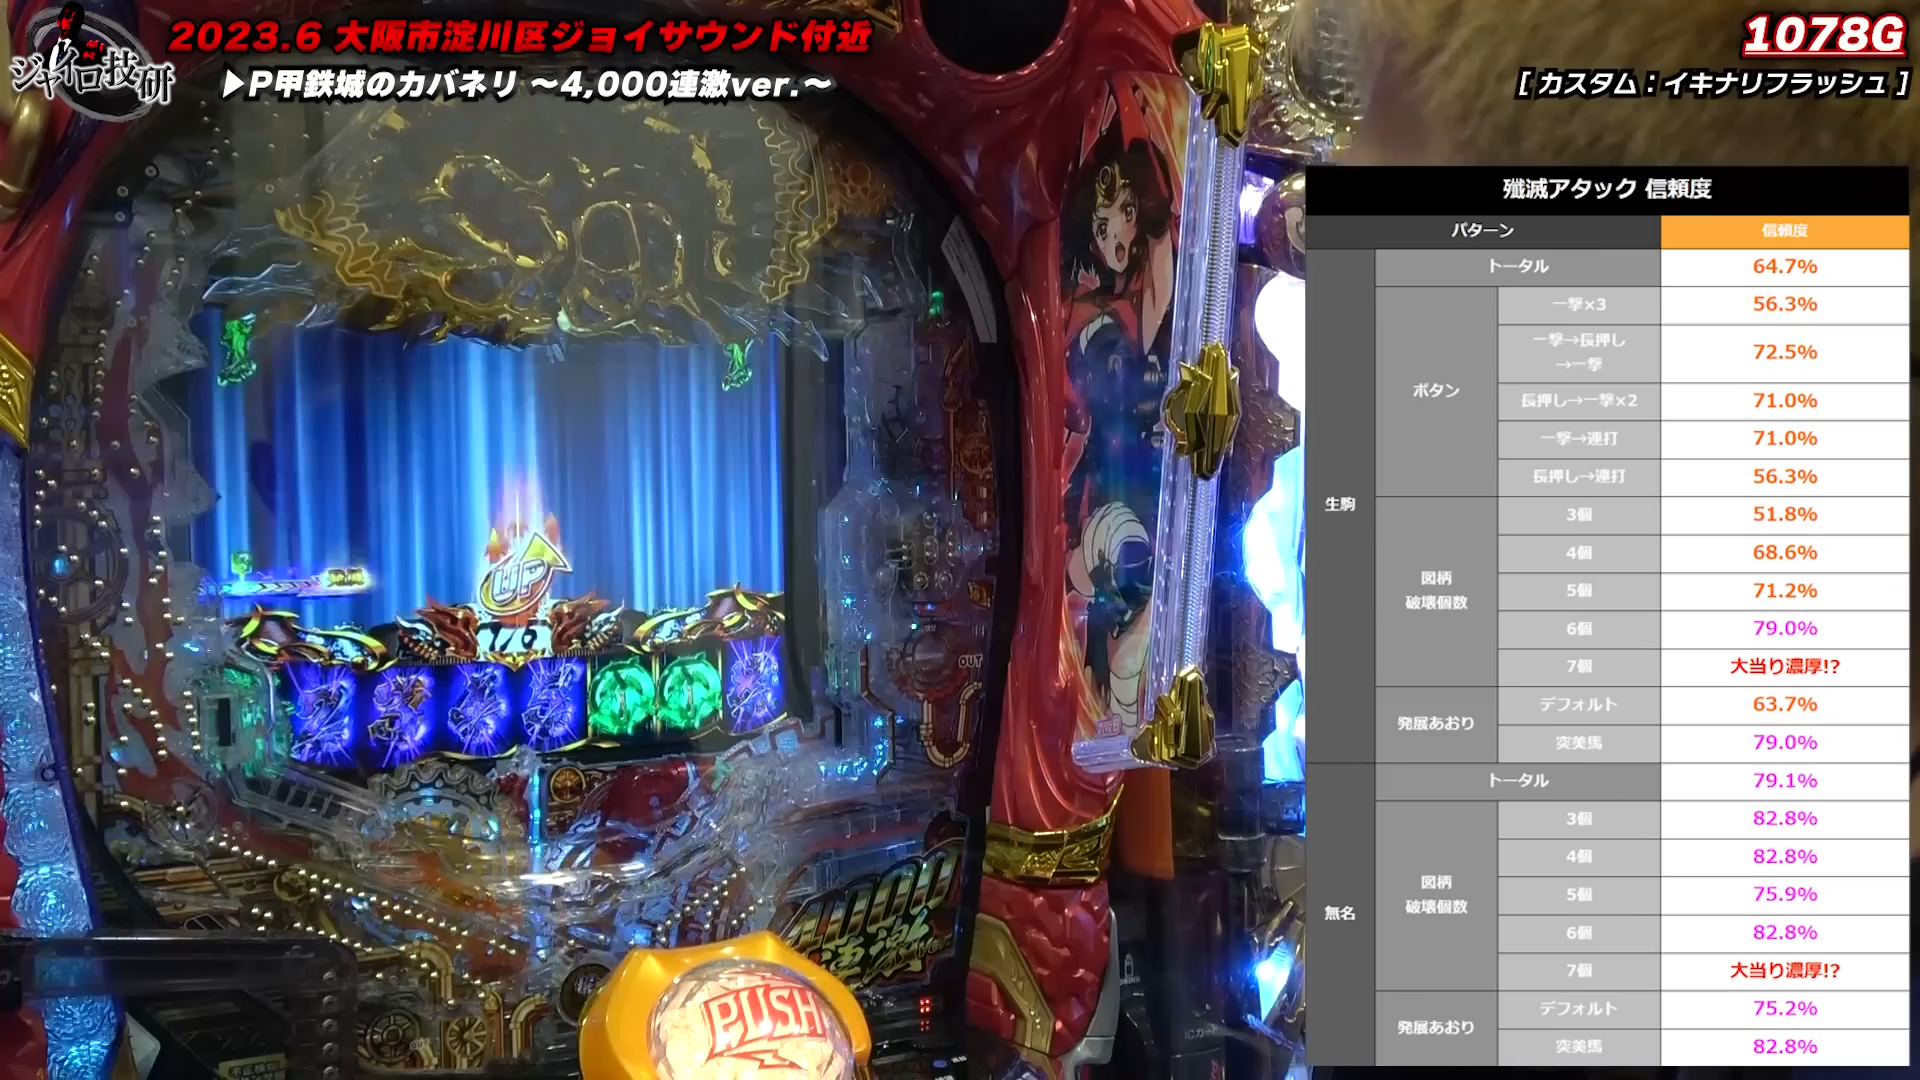 ジャイロ技研
2023.6 大阪市淀川区ジョイサウンド付近
▶P甲鉄城のカバネリ ～4,000連激ver.～
1078G
[ カスタム：イキナリフラッシュ ]
殲滅アタック 信頼度
パターン 信頼度
生駒 トータル 64.7%
ボタン 一撃×3 56.3%
一撃→長押し→一撃 72.5%
長押し→一撃×2 71.0%
一撃→連打 71.0%
長押し→連打 56.3%
図柄破壊個数 3個 51.8%
4個 68.6%
5個 71.2%
6個 79.0%
7個 大当り濃厚!?
発展あおり デフォルト 63.7%
突美馬 79.0%
無名 トータル 79.1%
図柄破壊個数 3個 82.8%
4個 82.8%
5個 75.9%
6個 82.8%
7個 大当り濃厚!?
発展あおり デフォルト 75.2%
突美馬 82.8%
UP
OUT
4000
連激Ver.
PUSH